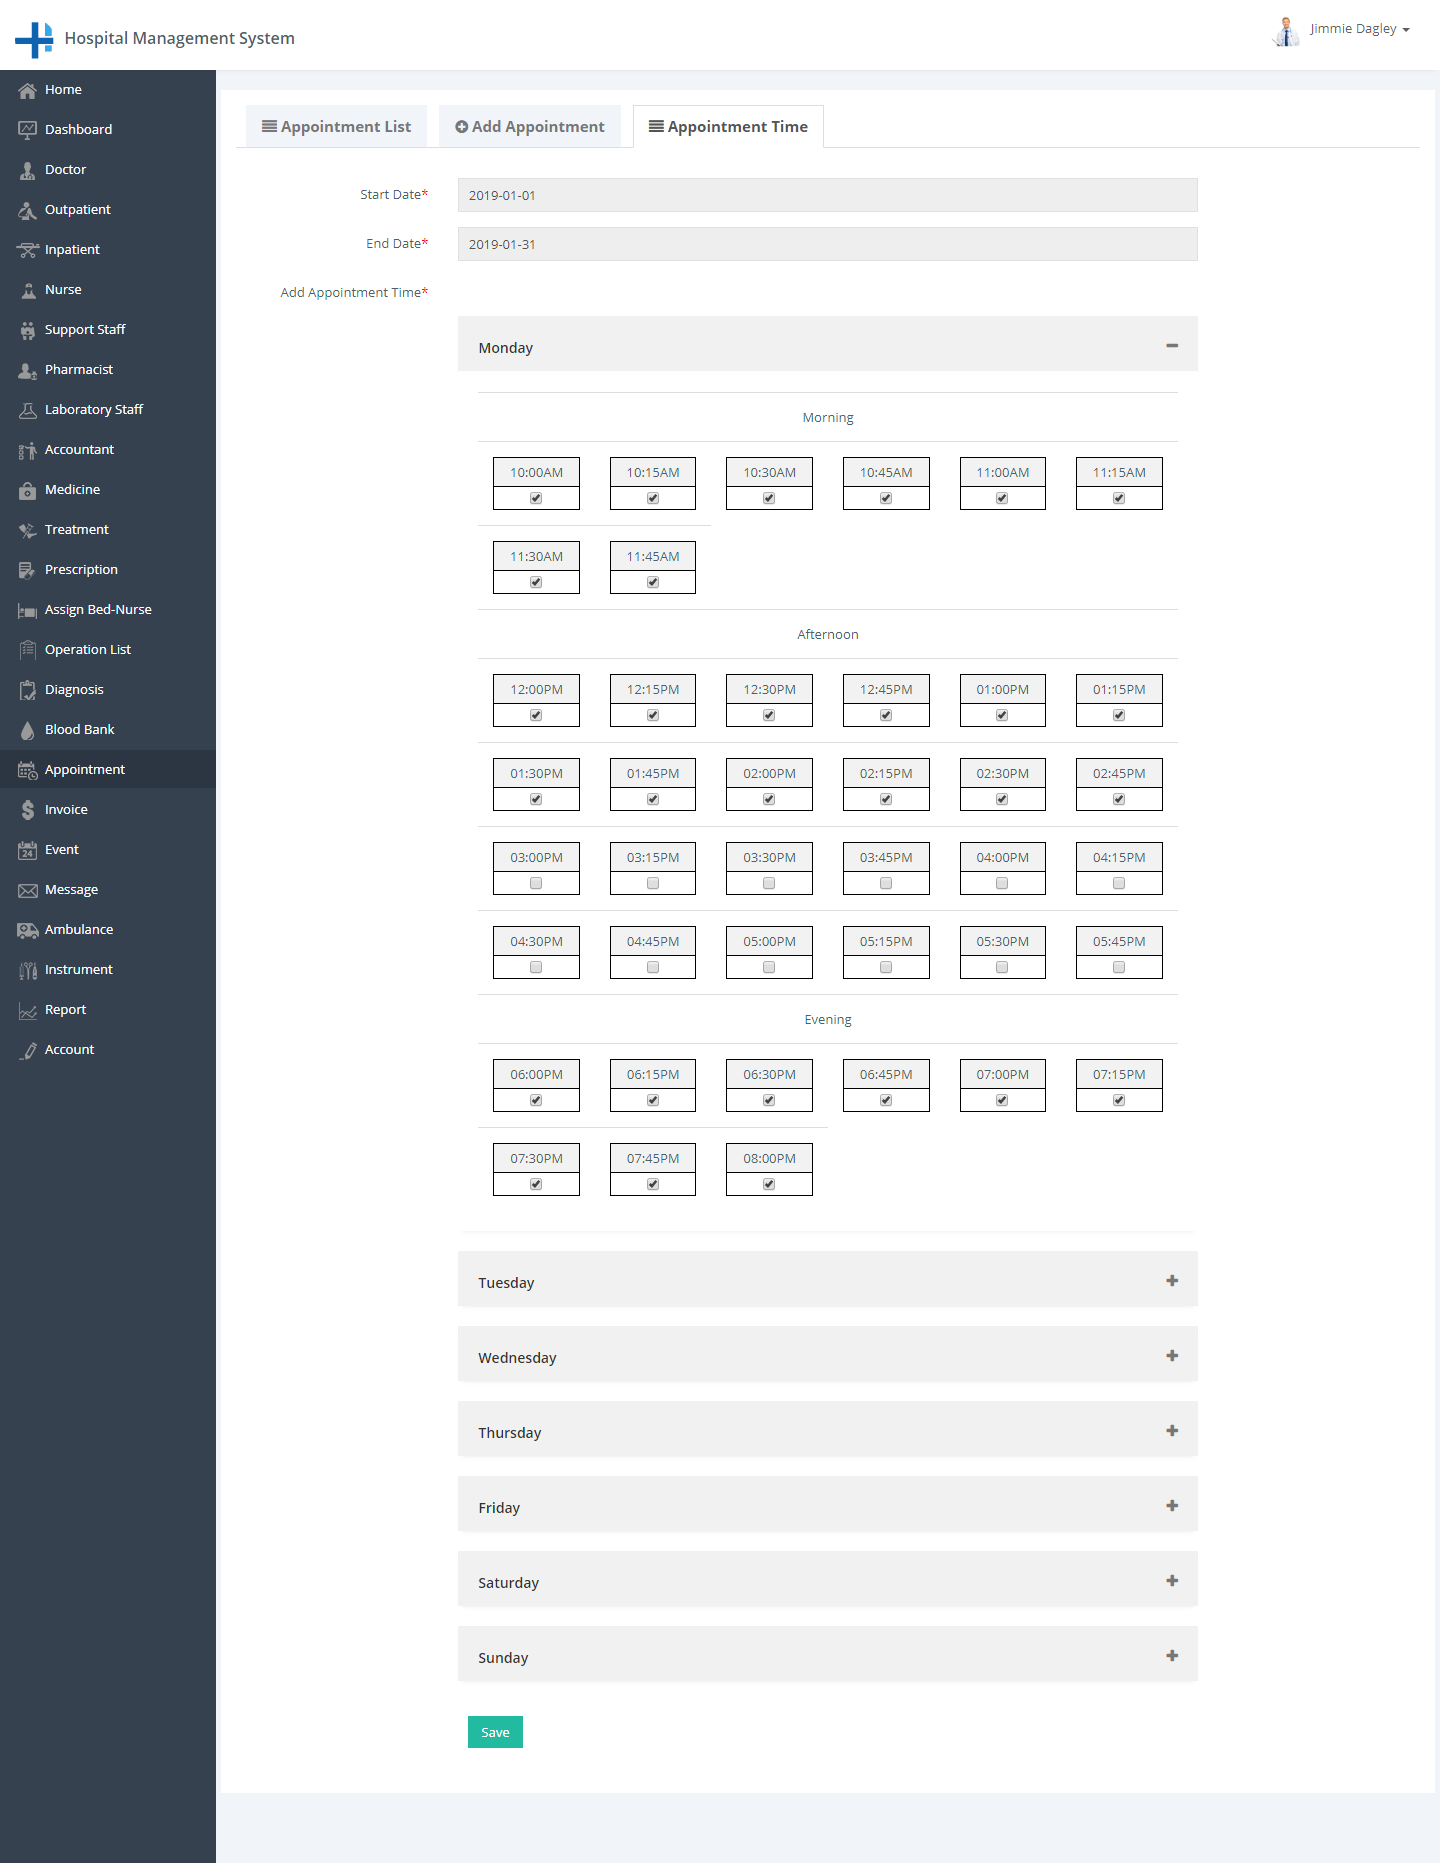 Hospital Management System
Jimmie Dagley
Home
Dashboard
Doctor
Outpatient
Inpatient
Nurse
Support Staff
Pharmacist
Laboratory Staff
Accountant
Medicine
Treatment
Prescription
Assign Bed-Nurse
Operation List
Diagnosis
Blood Bank
Appointment
Invoice
24
Event
Message
Ambulance
Instrument
Report
Account
Appointment List Add Appointment Appointment Time
Start Date* 2019-01-01
End Date* 2019-01-31
Add Appointment Time*
Monday
Morning
10:00AM 10:15AM 10:30AM 10:45AM 11:00AM 11:15AM
11:30AM 11:45AM
Afternoon
12:00PM 12:15PM 12:30PM 12:45PM 01:00PM 01:15PM
01:30PM 01:45PM 02:00PM 02:15PM 02:30PM 02:45PM
03:00PM 03:15PM 03:30PM 03:45PM 04:00PM 04:15PM
04:30PM 04:45PM 05:00PM 05:15PM 05:30PM 05:45PM
Evening
06:00PM 06:15PM 06:30PM 06:45PM 07:00PM 07:15PM
07:30PM 07:45PM 08:00PM
Tuesday
Wednesday
Thursday
Friday
Saturday
Sunday
Save